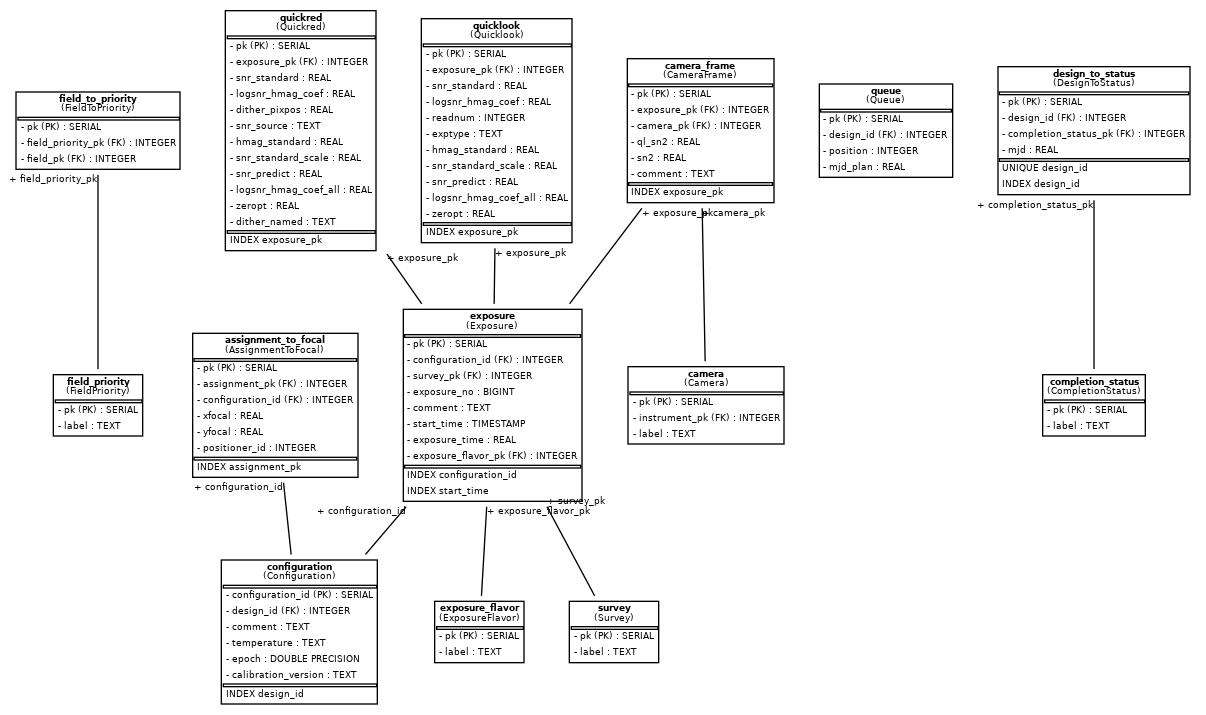 quickred
(Quickred)
- pk (PK) : SERIAL
- exposure_pk (FK) : INTEGER
- snr_standard : REAL
- logsnr_hmag_coef : REAL
- dither_pixpos : REAL
- snr_source : TEXT
- hmag_standard : REAL
- snr_standard_scale : REAL
- snr_predict : REAL
- logsnr_hmag_coef_all : REAL
- zeropt : REAL
- dither_named : TEXT
INDEX exposure_pk
+ exposure_pk
quicklook
(Quicklook)
- pk (PK) : SERIAL
- exposure_pk (FK) : INTEGER
- snr_standard : REAL
- logsnr_hmag_coef : REAL
- readnum : INTEGER
- exptype : TEXT
- hmag_standard : REAL
- snr_standard_scale : REAL
- snr_predict : REAL
- logsnr_hmag_coef_all : REAL
- zeropt : REAL
INDEX exposure_pk
+ exposure_pk
camera_frame
(CameraFrame)
- pk (PK) : SERIAL
- exposure_pk (FK) : INTEGER
- camera_pk (FK) : INTEGER
- ql_sn2 : REAL
- sn2 : REAL
- comment : TEXT
INDEX exposure_pk
+ exposure_pk
+ camera_pk
queue
(Queue)
- pk (PK) : SERIAL
- design_id (FK) : INTEGER
- position : INTEGER
- mjd_plan : REAL
design_to_status
(DesignToStatus)
- pk (PK) : SERIAL
- design_id (FK) : INTEGER
- completion_status_pk (FK) : INTEGER
- mjd : REAL
UNIQUE design_id
INDEX design_id
+ completion_status_pk
field_to_priority
(FieldToPriority)
- pk (PK) : SERIAL
- field_priority_pk (FK) : INTEGER
- field_pk (FK) : INTEGER
+ field_priority_pk
field_priority
(FieldPriority)
- pk (PK) : SERIAL
- label : TEXT
assignment_to_focal
(AssignmentToFocal)
- pk (PK) : SERIAL
- assignment_pk (FK) : INTEGER
- configuration_id (FK) : INTEGER
- xfocal : REAL
- yfocal : REAL
- positioner_id : INTEGER
INDEX assignment_pk
+ configuration_id
exposure
(Exposure)
- pk (PK) : SERIAL
- configuration_id (FK) : INTEGER
- survey_pk (FK) : INTEGER
- exposure_no : BIGINT
- comment : TEXT
- start_time : TIMESTAMP
- exposure_time : REAL
- exposure_flavor_pk (FK) : INTEGER
INDEX configuration_id
INDEX start_time
+ survey_pk
+ configuration_id
+ exposure_flavor_pk
camera
(Camera)
- pk (PK) : SERIAL
- instrument_pk (FK) : INTEGER
- label : TEXT
completion_status
(CompletionStatus)
- pk (PK) : SERIAL
- label : TEXT
configuration
(Configuration)
- configuration_id (PK) : SERIAL
- design_id (FK) : INTEGER
- comment : TEXT
- temperature : TEXT
- epoch : DOUBLE PRECISION
- calibration_version : TEXT
INDEX design_id
exposure_flavor
(ExposureFlavor)
- pk (PK) : SERIAL
- label : TEXT
survey
(Survey)
- pk (PK) : SERIAL
- label : TEXT